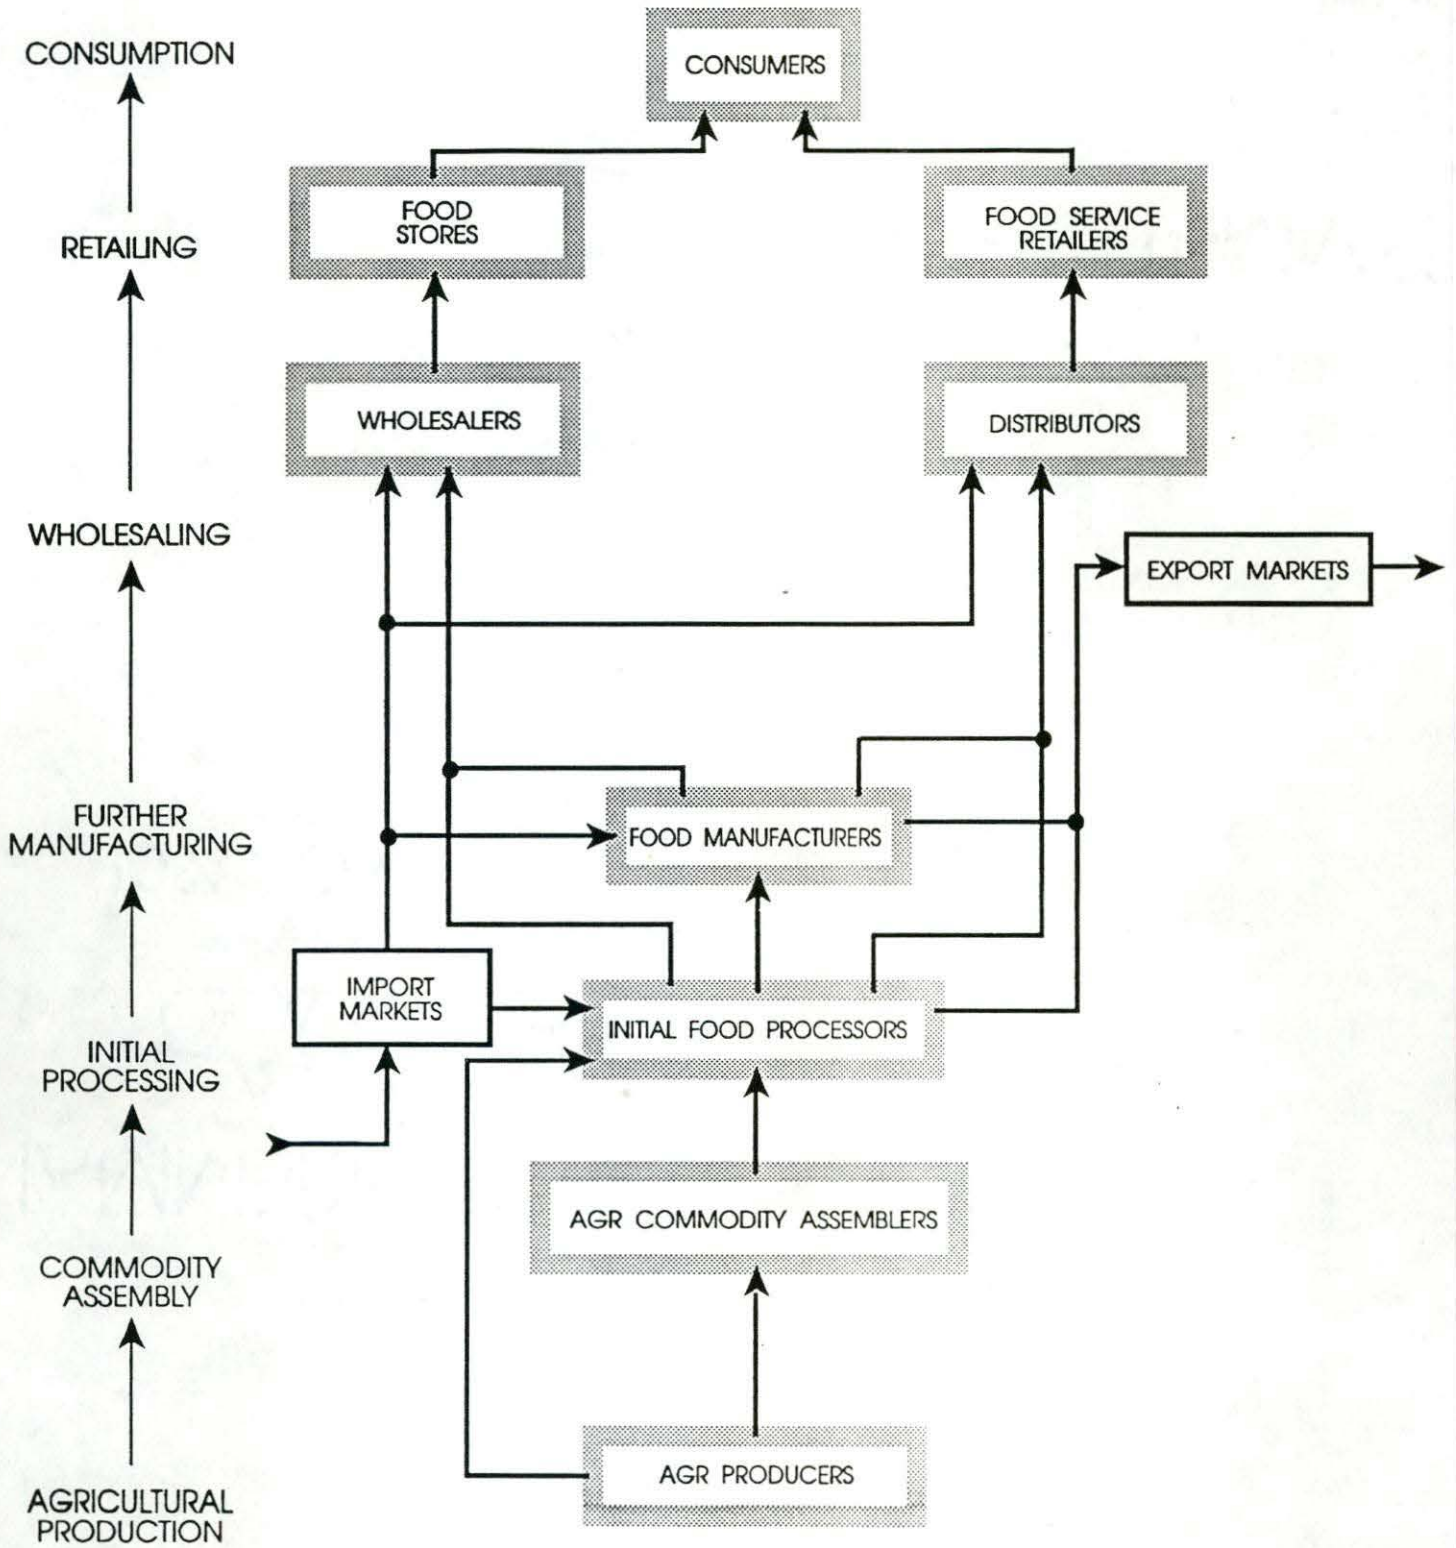 CONSUMPTION
RETAILING
WHOLESALING
FURTHER
MANUFACTURING
INITIAL
PROCESSING
COMMODITY
ASSEMBLY
AGRICULTURAL
PRODUCTION
CONSUMERS
FOOD
STORES
FOOD SERVICE
RETAILERS
WHOLESALERS
DISTRIBUTORS
EXPORT MARKETS
FOOD MANUFACTURERS
IMPORT
MARKETS
INITIAL FOOD PROCESSORS
AGR COMMODITY ASSEMBLERS
AGR PRODUCERS